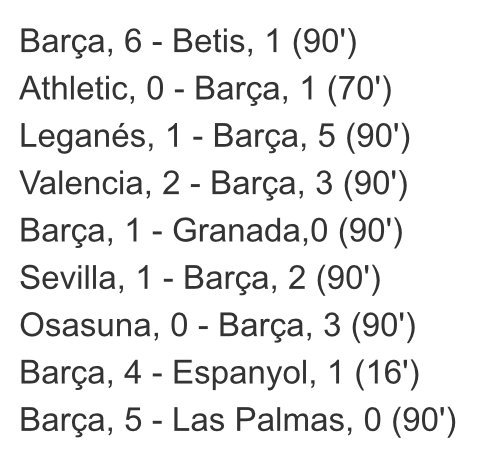 Barça, 6 - Betis, 1 (90')
Athletic, 0 - Barça, 1 (70')
Leganés, 1 - Barça, 5 (90')
Valencia, 2 - Barça, 3 (90')
Barça, 1 - Granada,0 (90')
Sevilla, 1 - Barça, 2 (90')
Osasuna, 0 - Barça, 3 (90')
Barça, 4 - Espanyol, 1 (16')
Barça, 5 - Las Palmas, 0 (90')